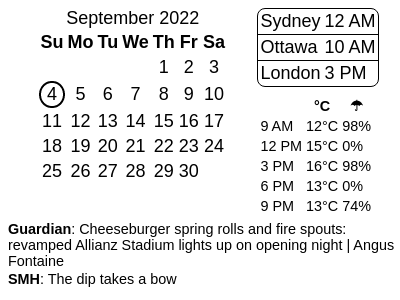 September 2022
Su Mo Tu We Th Fr Sa
1 2 3
4 5 6 7 8 9 10
11 12 13 14 15 16 17
18 19 20 21 22 23 24
25 26 27 28 29 30
Sydney 12 AM
Ottawa 10 AM
London 3 PM
°C ☂
9 AM 12°C 98%
12 PM 15°C 0%
3 PM 16°C 98%
6 PM 13°C 0%
9 PM 13°C 74%
Guardian: Cheeseburger spring rolls and fire spouts:
revamped Allianz Stadium lights up on opening night | Angus
Fontaine
SMH: The dip takes a bow